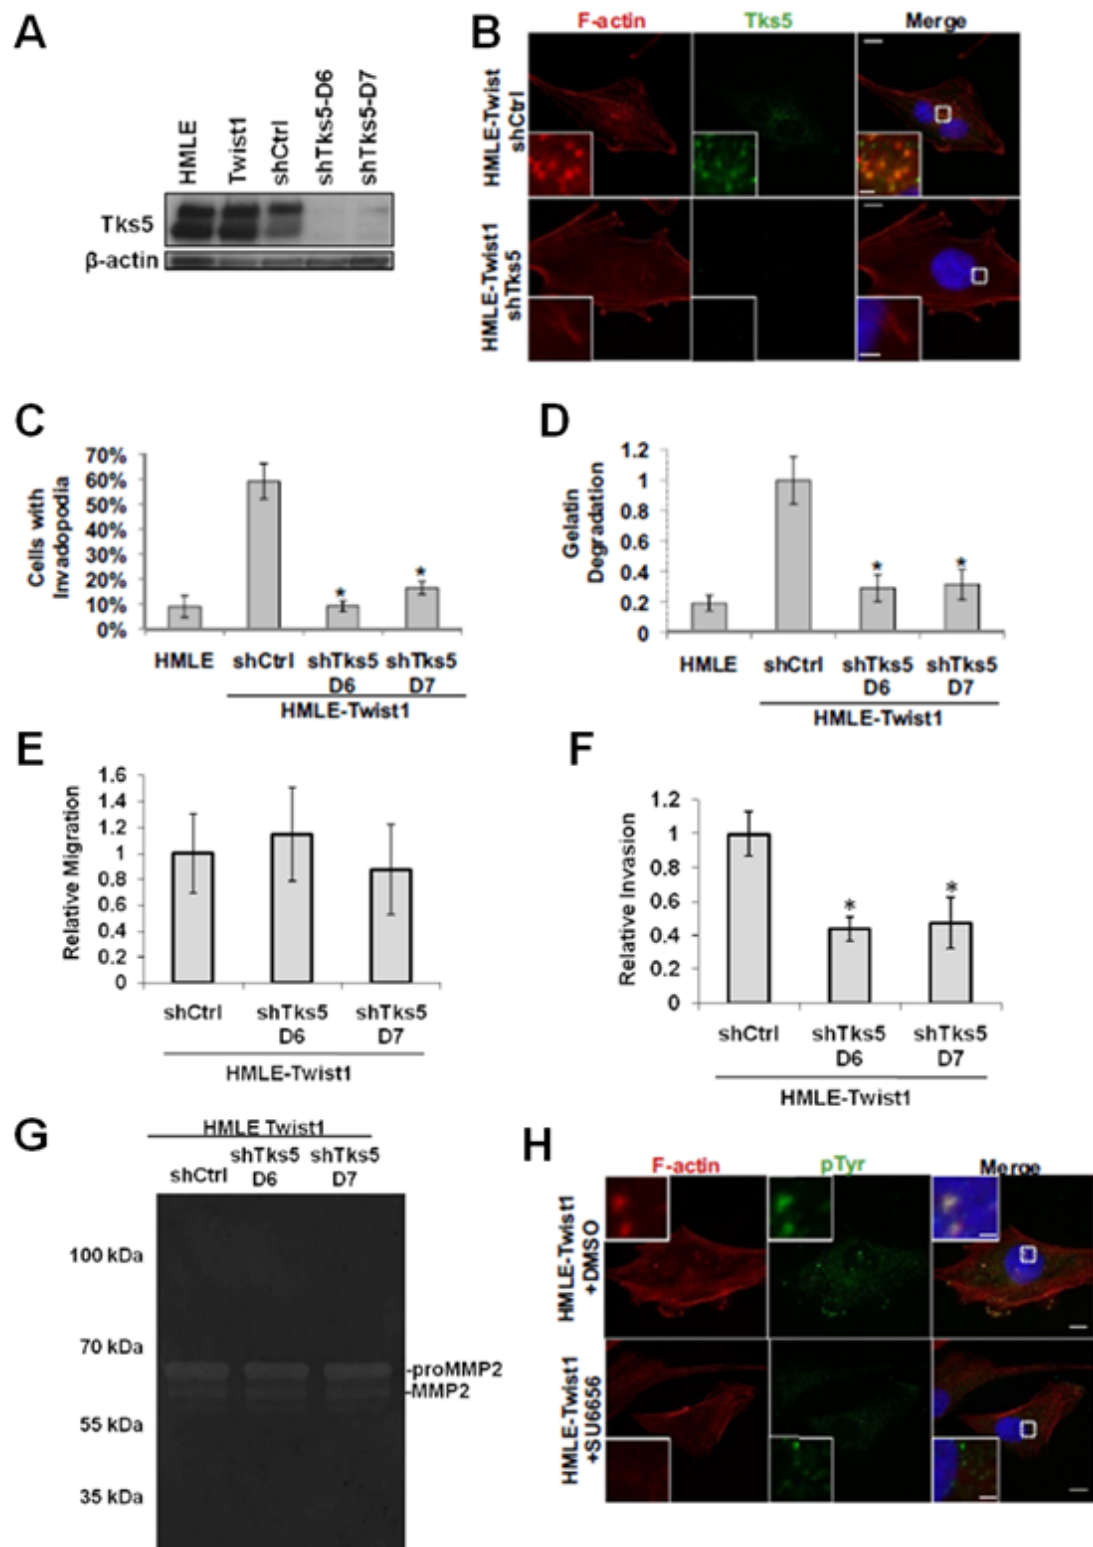 A
HMLE
Twist1
shCtrl
shTks5-D6
shTks5-D7
Tks5
β-actin
B
F-actin Tks5 Merge
HMLE-Twist
shCtrl
HMLE-Twist1
shTks5
C
70%
60%
50%
40%
30%
20%
10%
0%
Cells with
Invadopodia
*
*
HMLE shCtrl shTks5 shTks5
D6 D7
HMLE-Twist1
D
1.2
1
0.8
0.6
0.4
0.2
0
Gelatin
Degradation
*
*
HMLE shCtrl shTks5 shTks5
D6 D7
HMLE-Twist1
E
1.6
1.4
1.2
1
0.8
0.6
0.4
0.2
0
Relative Migration
shCtrl shTks5 shTks5
D6 D7
HMLE-Twist1
F
1.2
1
0.8
0.6
0.4
0.2
0
Relative Invasion
*
*
shCtrl shTks5 shTks5
D6 D7
HMLE-Twist1
G
HMLE Twist1
shCtrl shTks5 shTks5
D6 D7
100 kDa
70 kDa
55 kDa
35 kDa
-proMMP2
-MMP2
H
F-actin pTyr Merge
HMLE-Twist1
+DMSO
HMLE-Twist1
+SU6656